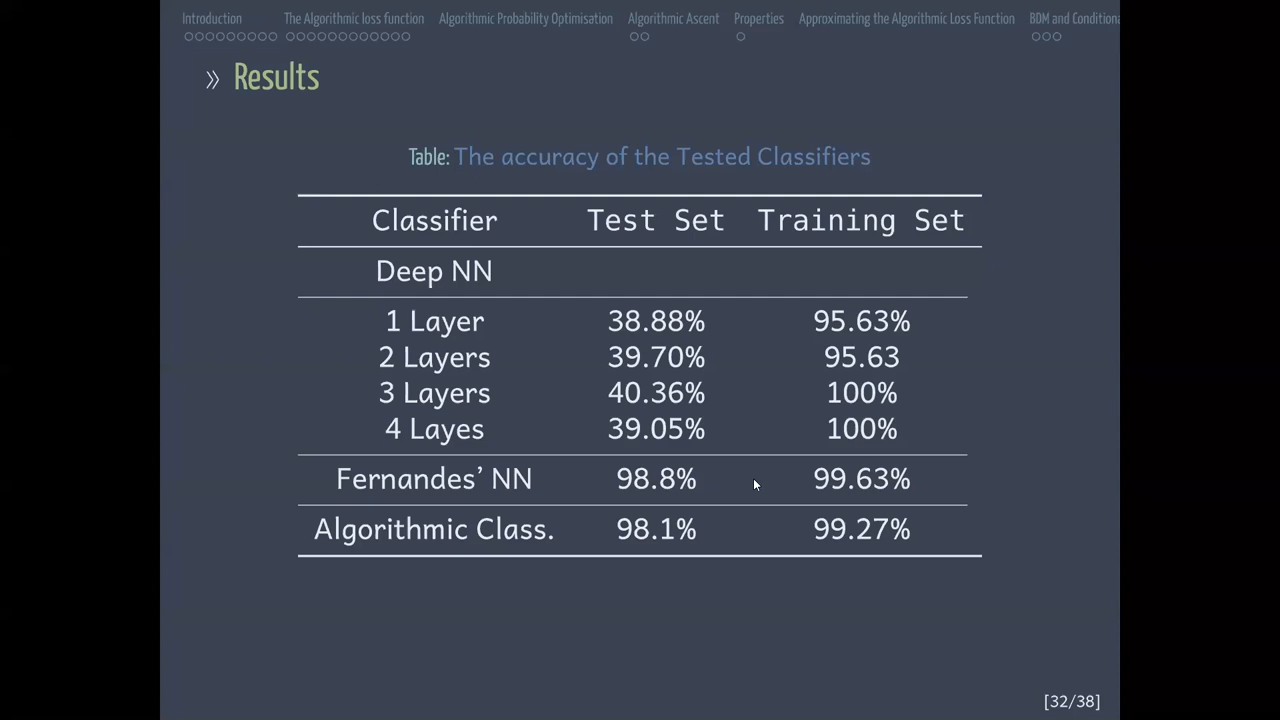 Introduction The Algorithmic loss function Algorithmic Probability Optimisation Algorithmic Ascent Properties Approximating the Algorithmic Loss Function BDM and Conditiona
» Results
Table: The accuracy of the Tested Classifiers
Classifier Test Set Training Set
Deep NN
1 Layer 38.88% 95.63%
2 Layers 39.70% 95.63
3 Layers 40.36% 100%
4 Layes 39.05% 100%
Fernandes’ NN 98.8% 99.63%
Algorithmic Class. 98.1% 99.27%
[32/38]